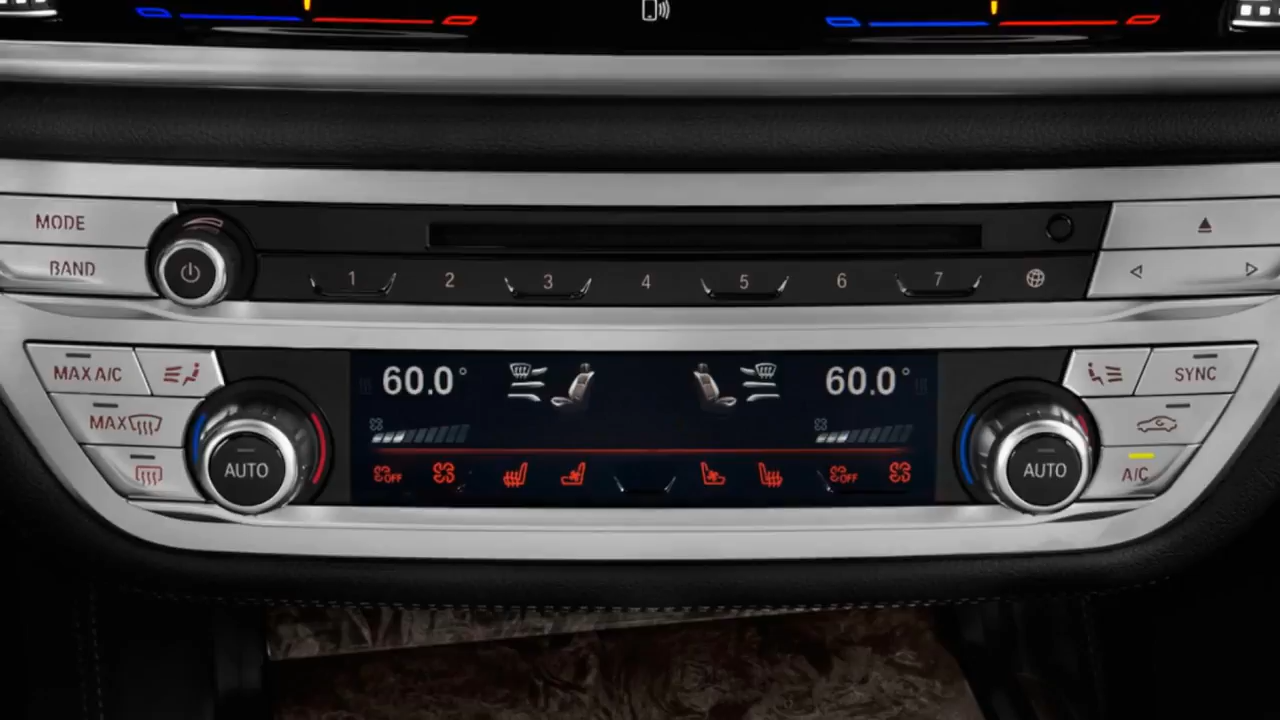 MODE
BAND
1 2 3 4 5 6 7
MAX A/C
60.0°
60.0°
SYNC
MAX
AUTO
OFF
OFF
AUTO
A/C